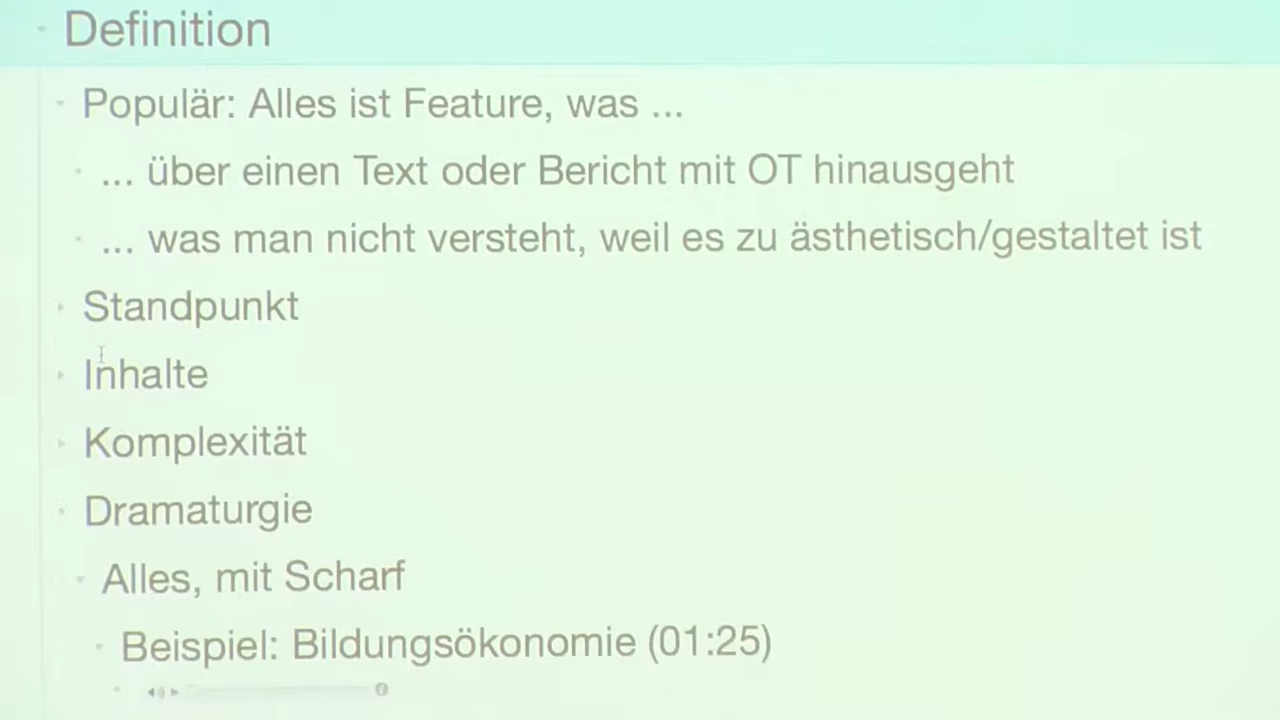 Definition
Populär: Alles ist Feature, was ...
... über einen Text oder Bericht mit OT hinausgeht
... was man nicht versteht, weil es zu ästhetisch/gestaltet ist
Standpunkt
Inhalte
Komplexität
Dramaturgie
Alles, mit Scharf
Beispiel: Bildungsökonomie (01:25)